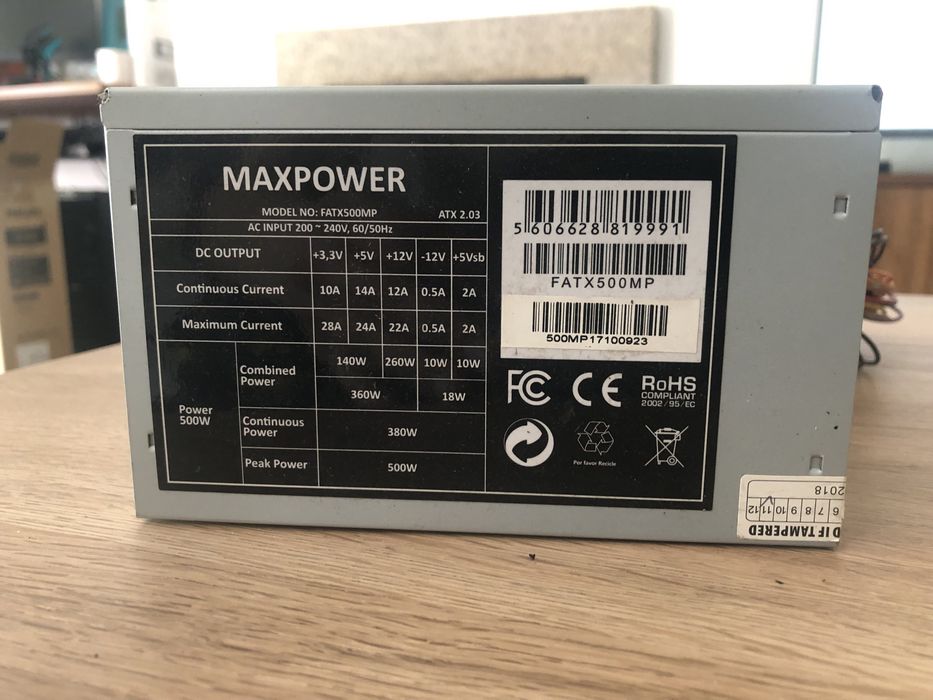 MAXPOWER
MODEL NO: FATX500MP ATX 2.03
AC INPUT 200 ~ 240V, 60/50Hz
DC OUTPUT +3,3V +5V +12V -12V +5Vsb
Continuous Current 10A 14A 12A 0.5A 2A
Maximum Current 28A 24A 22A 0.5A 2A
Power 500W
Combined Power 140W 260W 10W 10W
360W 18W
Continuous Power 380W
Peak Power 500W
5 606628 819991
FATX500MP
500MP17100923
FC CE RoHS
COMPLIANT
2002/95/EC
Por favor Recicle
2018
6 7 8 9 10 11 12
D IF TAMPERED